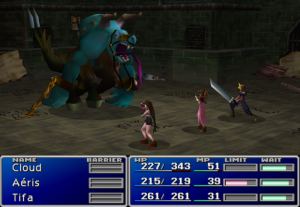 NAME BARRIER HP MP LIMIT WAIT
Cloud 227/ 343 51
Aéris 215/ 219 39
Tifa 261/ 261 31